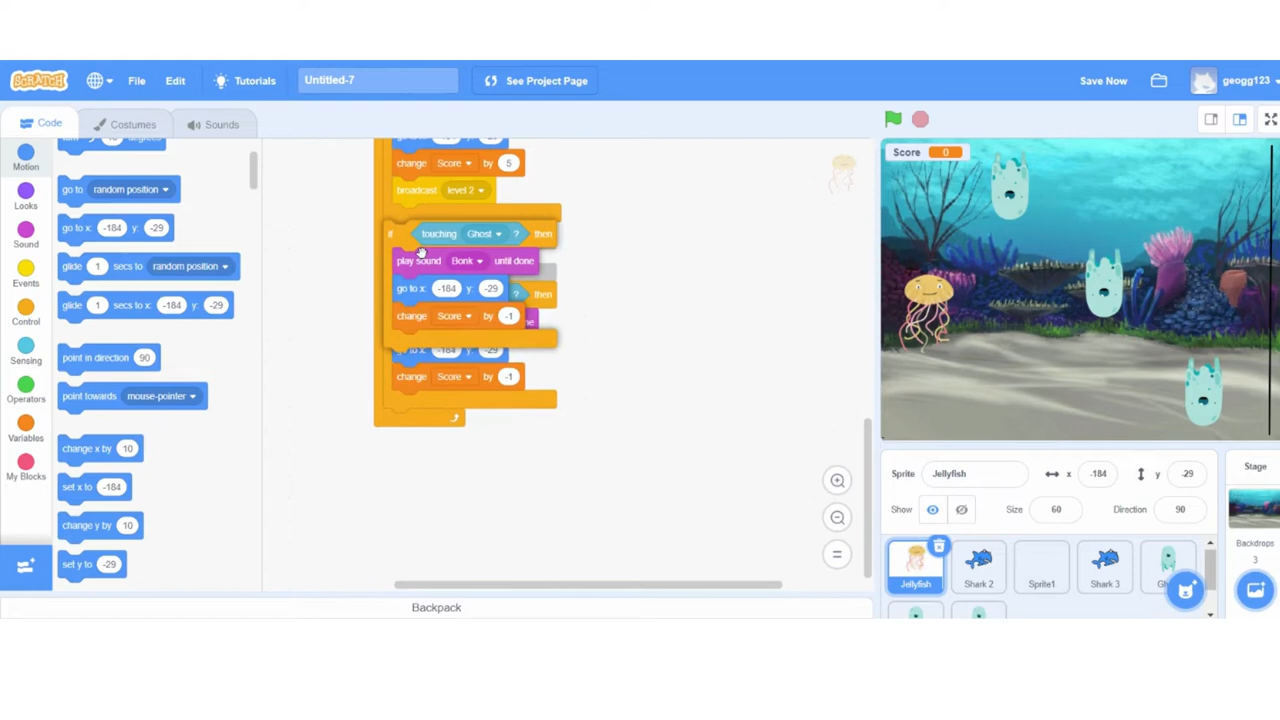 SCRATCH File Edit Tutorials Untitled-7 See Project Page Save Now geogg123
Code Costumes Sounds
Motion
Looks
Sound
Events
Control
Sensing
Operators
Variables
My Blocks
go to random position
go to x: -184 y: -29
glide 1 secs to random position
glide 1 secs to x: -184 y: -29
point in direction 90
point towards mouse-pointer
change x by 10
set x to -184
change y by 10
set y to -29
change Score by 5
broadcast level 2
if touching Ghost ? then
play sound Bonk until done
go to x: -184 y: -29
? then
change Score by -1
go to x: -184 y: -29
change Score by -1
Backpack
Score 0
Sprite Jellyfish x -184 y -29
Show Size 60 Direction 90
Jellyfish Shark 2 Sprite1 Shark 3
Stage
Backdrops
3